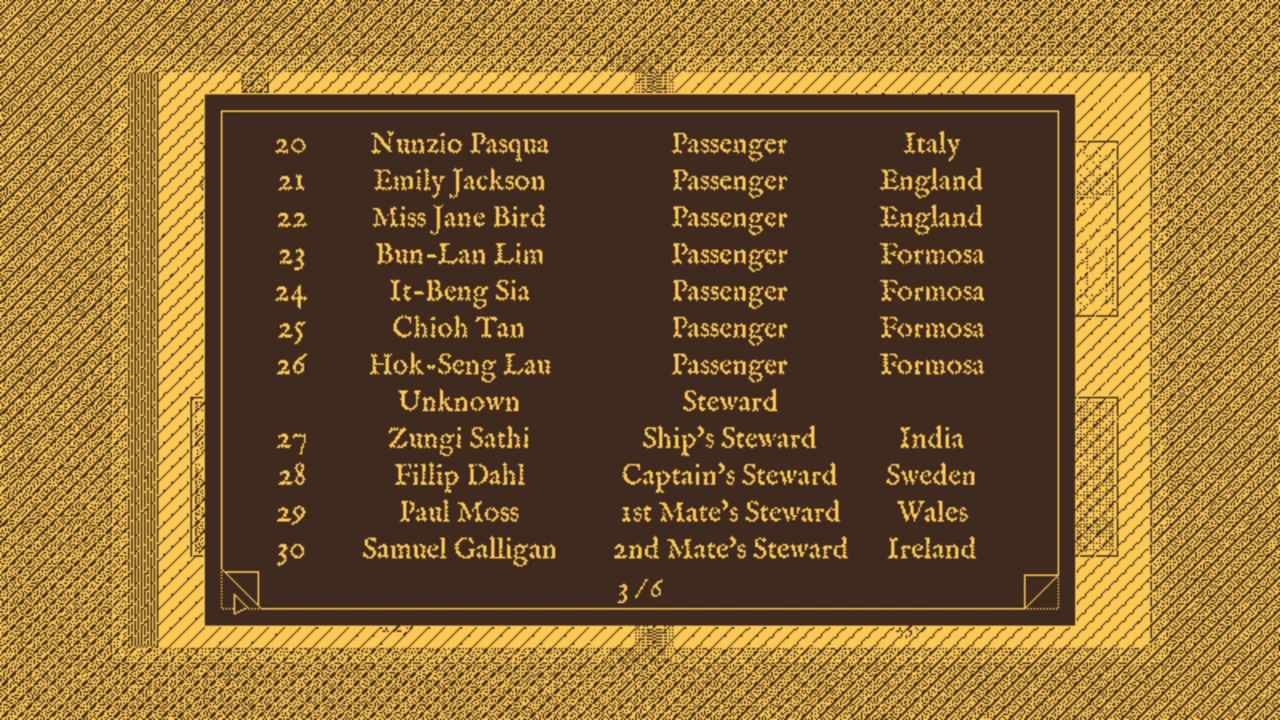 20 Nunzio Pasqua Passenger Italy
21 Emily Jackson Passenger England
22 Miss Jane Bird Passenger England
23 Bun-Lan Lim Passenger Formosa
24 It-Beng Sia Passenger Formosa
25 Chioh Tan Passenger Formosa
26 Hok-Seng Lau Passenger Formosa
Unknown Steward
27 Zungi Sathi Ship's Steward India
28 Fillip Dahl Captain's Steward Sweden
29 Paul Moss 1st Mate's Steward Wales
30 Samuel Galligan 2nd Mate's Steward Ireland
3/6